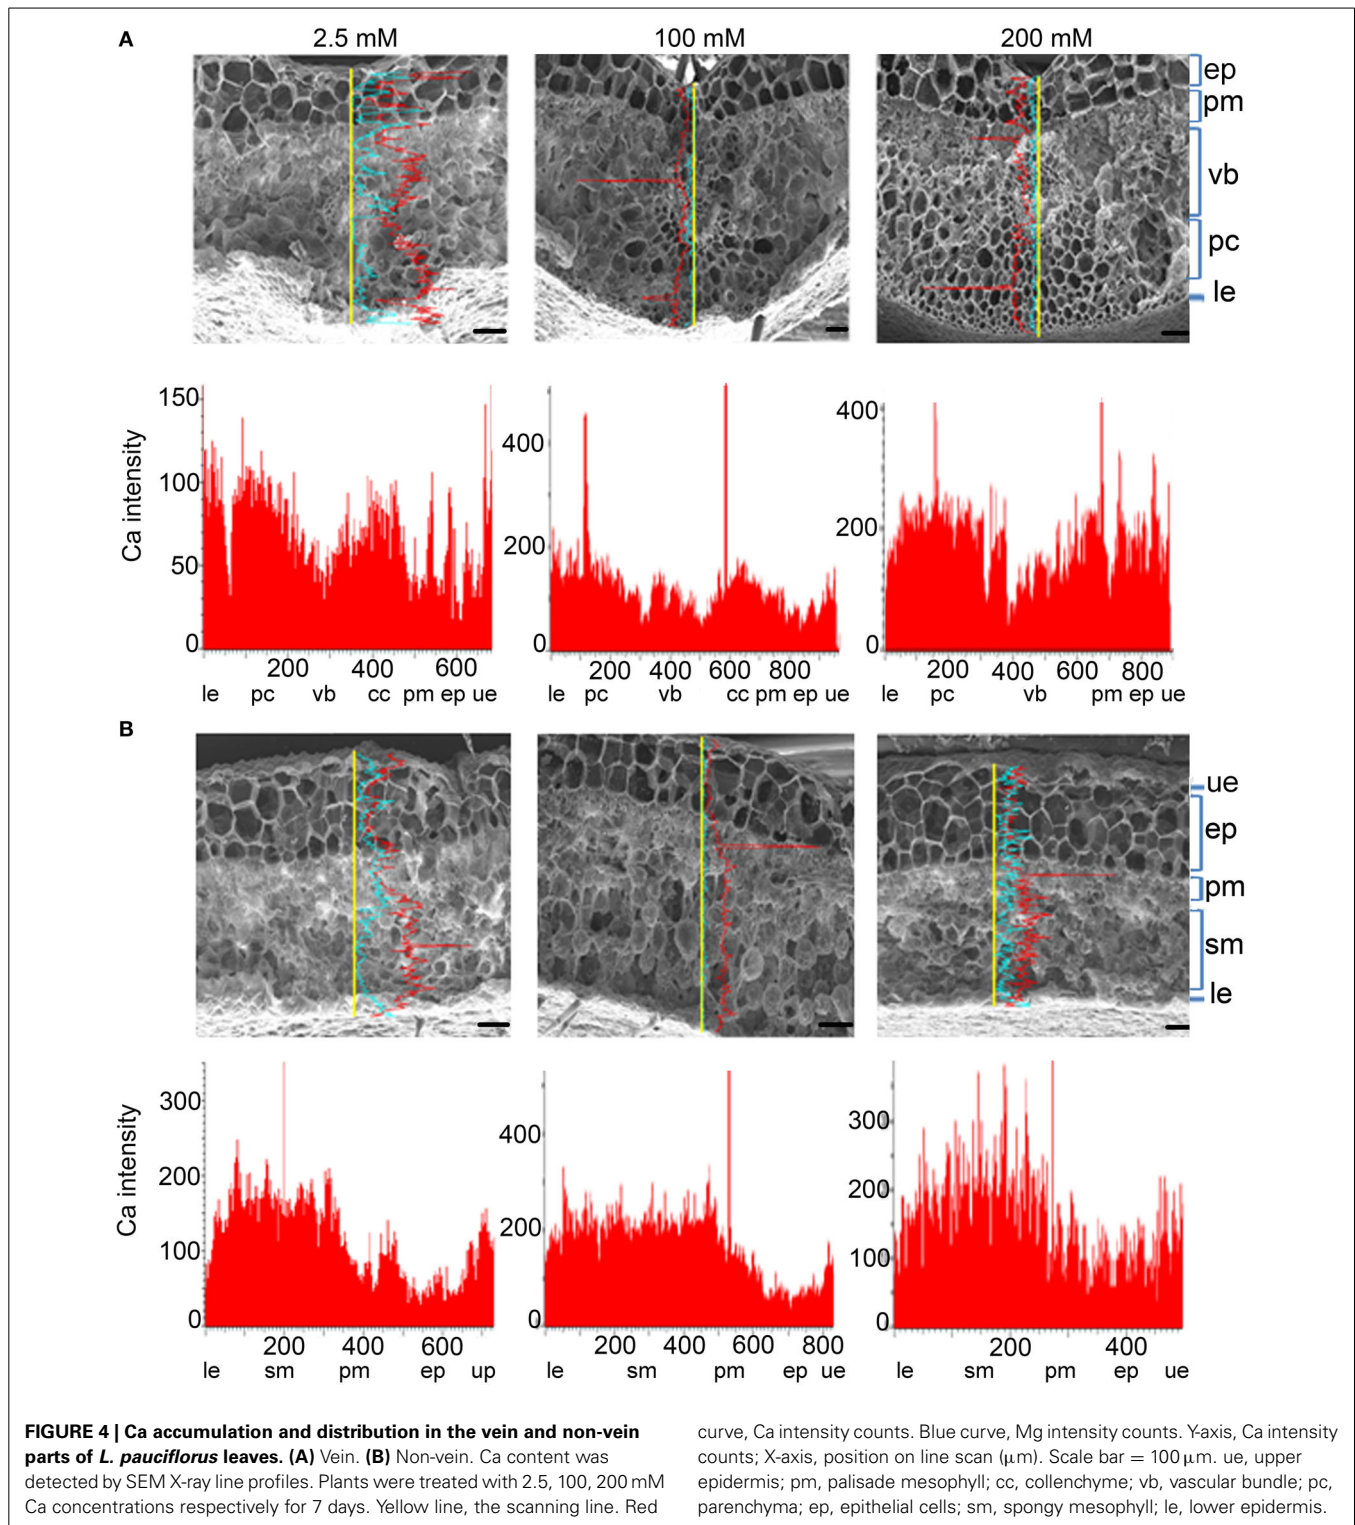 A
2.5 mM 100 mM 200 mM
ep
pm
vb
pc
le
Ca intensity
150
100
50
0
200 400 600
le pc vb cc pm ep ue
400
200
0
200 400 600 800
le pc vb cc pm ep ue
400
200
0
200 400 600 800
le pc vb pm ep ue
B
ue
ep
pm
sm
le
Ca intensity
300
200
100
0
200 400 600
le sm pm ep up
400
200
0
200 400 600 800
le sm pm ep ue
300
200
100
0
200 400
le sm pm ep ue
FIGURE 4 | Ca accumulation and distribution in the vein and non-vein
parts of L. pauciflorus leaves. (A) Vein. (B) Non-vein. Ca content was
detected by SEM X-ray line profiles. Plants were treated with 2.5, 100, 200 mM
Ca concentrations respectively for 7 days. Yellow line, the scanning line. Red
curve, Ca intensity counts. Blue curve, Mg intensity counts. Y-axis, Ca intensity
counts; X-axis, position on line scan (μm). Scale bar = 100 μm. ue, upper
epidermis; pm, palisade mesophyll; cc, collenchyme; vb, vascular bundle; pc,
parenchyma; ep, epithelial cells; sm, spongy mesophyll; le, lower epidermis.